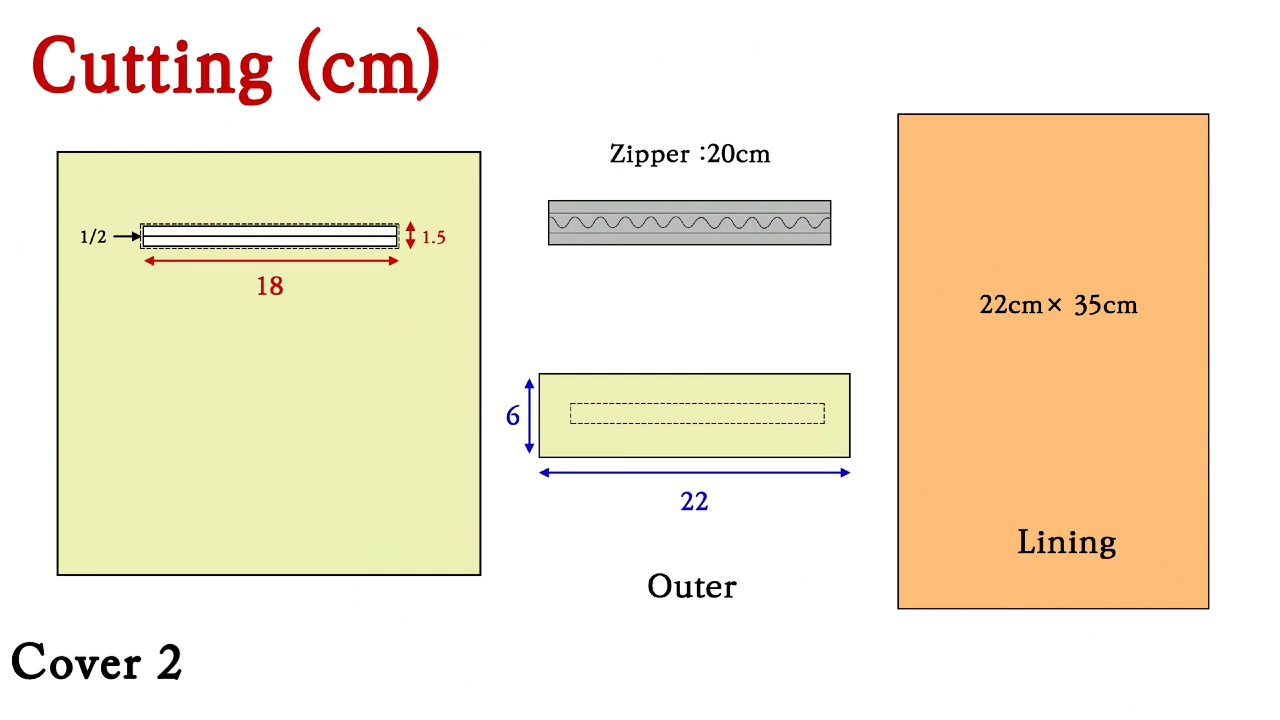 Cutting (cm)
1/2
1.5
18
Zipper :20cm
6
22
Outer
22cm× 35cm
Lining
Cover 2